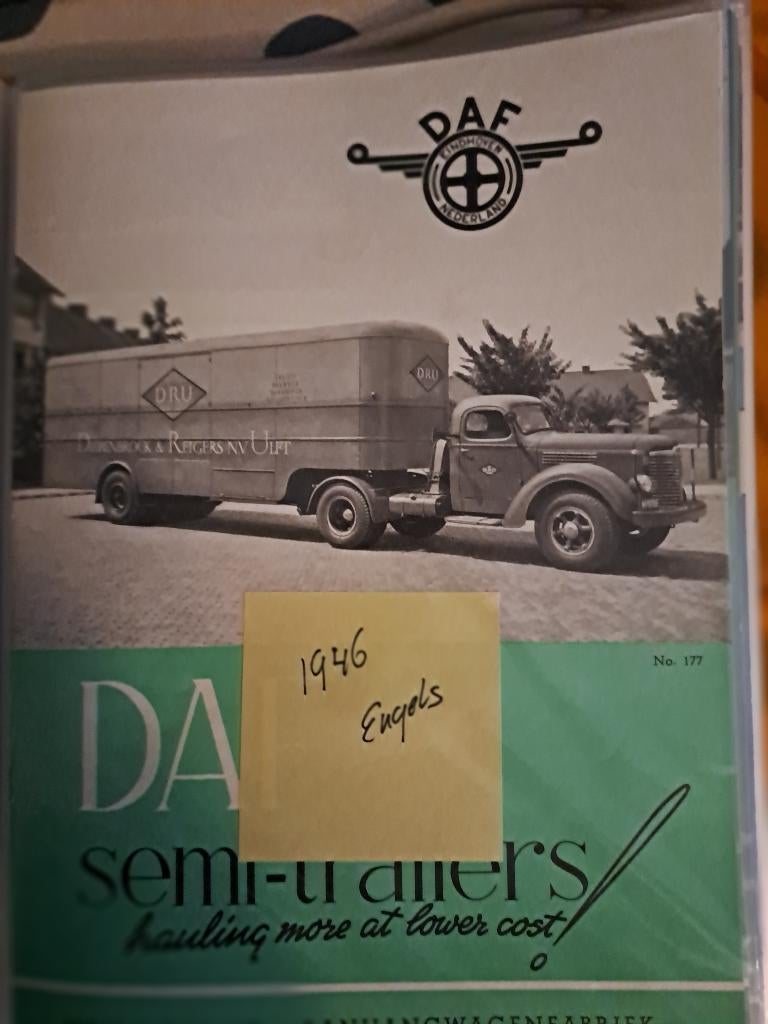 DAF
EINDHOVEN
NEDERLAND
DRU
DRU
& REIGERS NV ULFT
No. 177
1946
Engels
DA
semi-trailers
hauling more at lower cost!